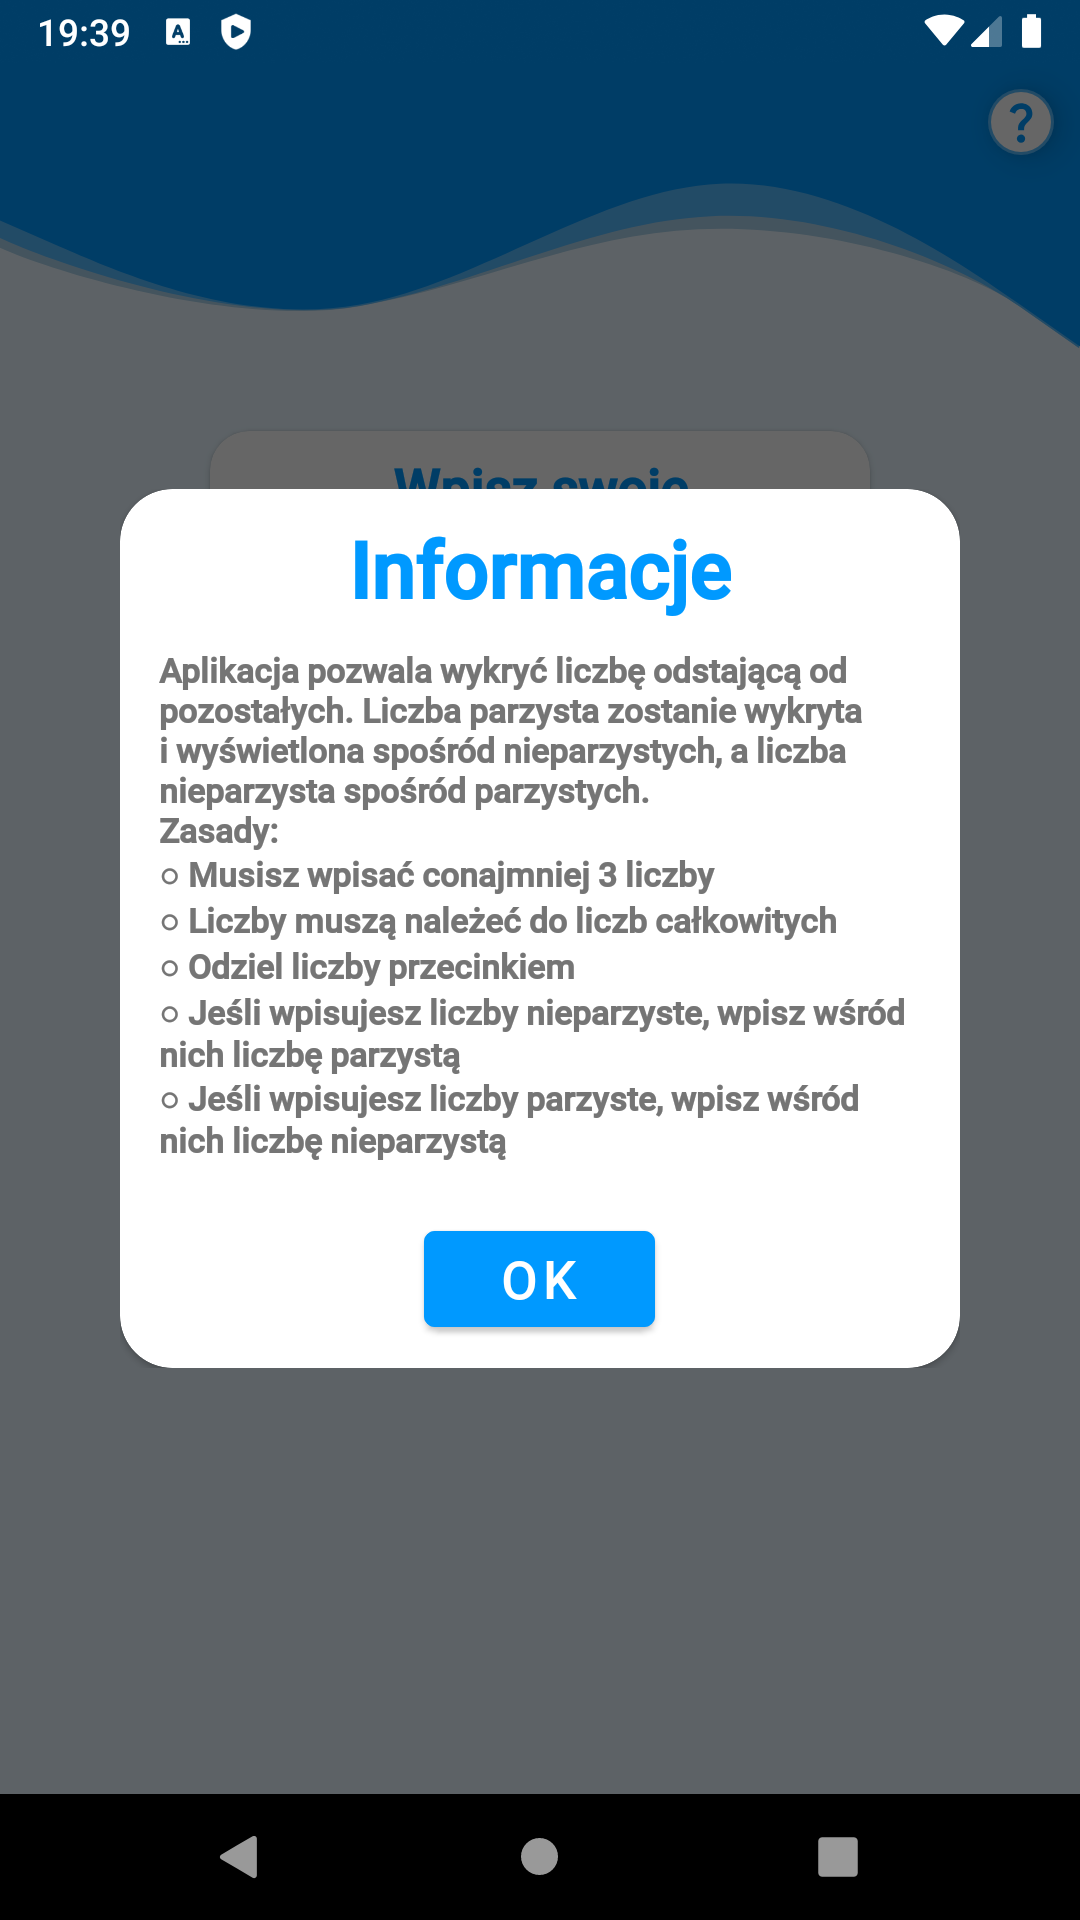 19:39
?
Wpisz swoje
Informacje
Aplikacja pozwala wykryć liczbę odstającą od
pozostałych. Liczba parzysta zostanie wykryta
i wyświetlona spośród nieparzystych, a liczba
nieparzysta spośród parzystych.
Zasady:
○ Musisz wpisać conajmniej 3 liczby
○ Liczby muszą należeć do liczb całkowitych
○ Odziel liczby przecinkiem
○ Jeśli wpisujesz liczby nieparzyste, wpisz wśród
nich liczbę parzystą
○ Jeśli wpisujesz liczby parzyste, wpisz wśród
nich liczbę nieparzystą
OK